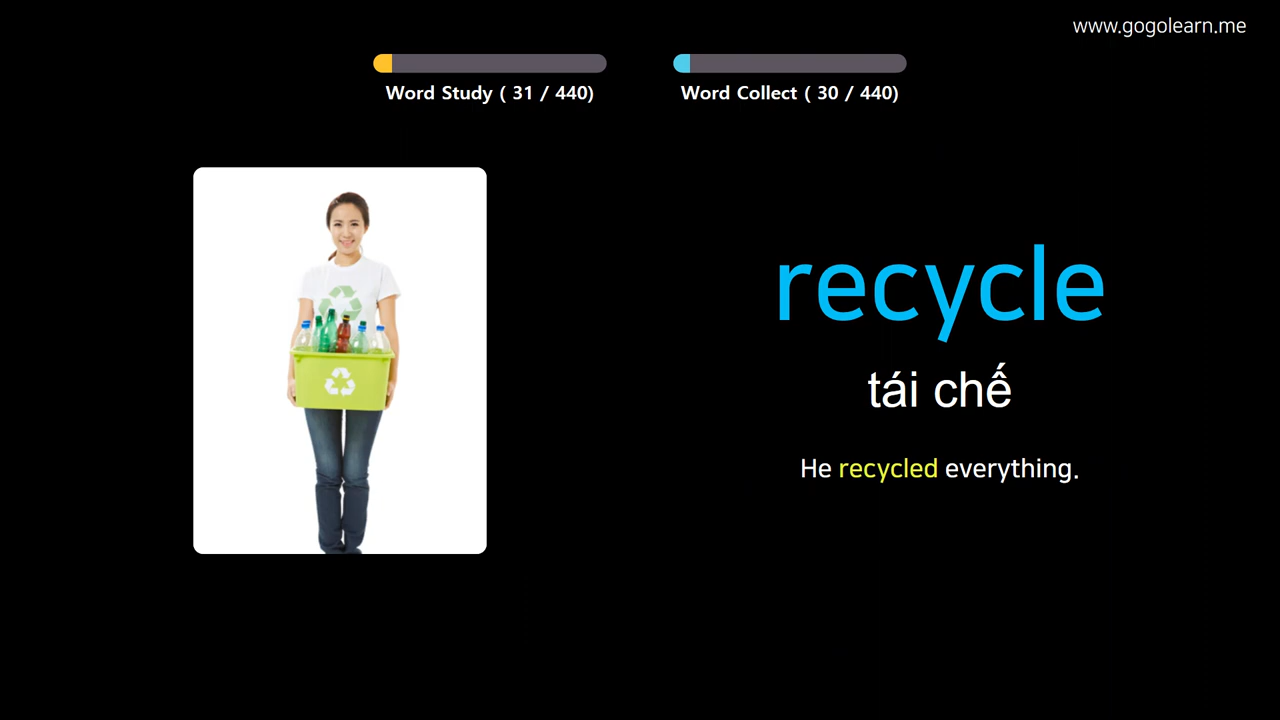 www.gogolearn.me
Word Study ( 31 / 440)
Word Collect ( 30 / 440)
recycle
tái chế
He recycled everything.